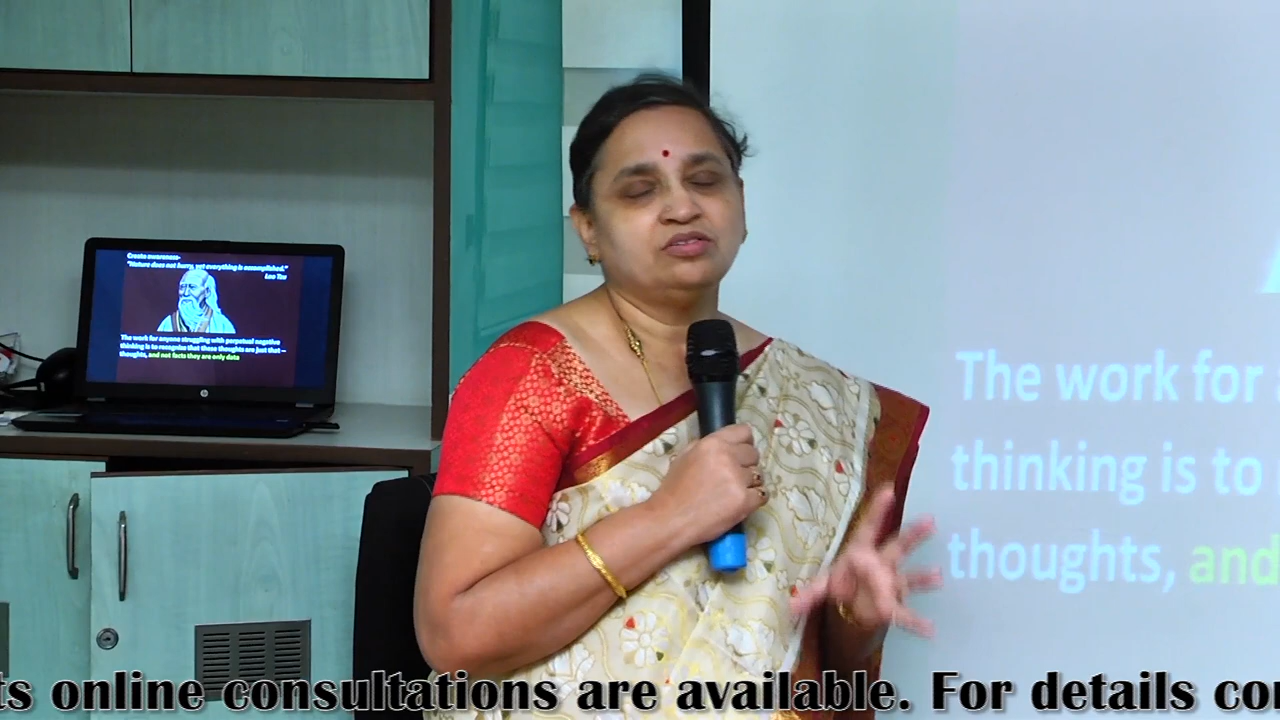 Create awareness-
"Nature does not hurry, yet everything is accomplished."
Lao Tzu
The work for anyone struggling with perpetual negative
thinking is to recognize that these thoughts are just that –
thoughts, and not facts they are only data
hp
The work for
thinking is to
thoughts, and
ts online consultations are available. For details con